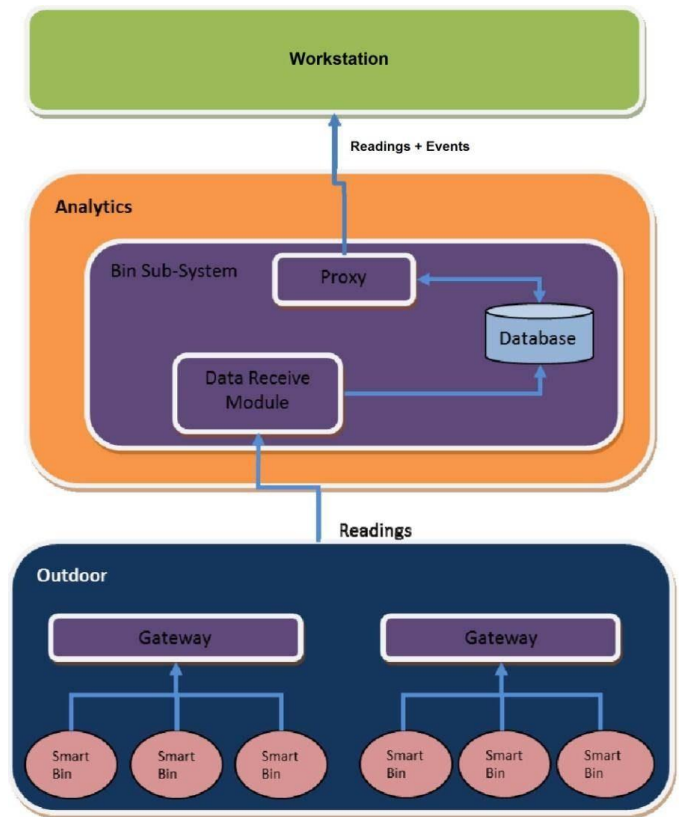 Workstation
Readings + Events
Analytics
Bin Sub-System
Proxy
Database
Data Receive
Module
Readings
Outdoor
Gateway
Gateway
Smart
Bin
Smart
Bin
Smart
Bin
Smart
Bin
Smart
Bin
Smart
Bin